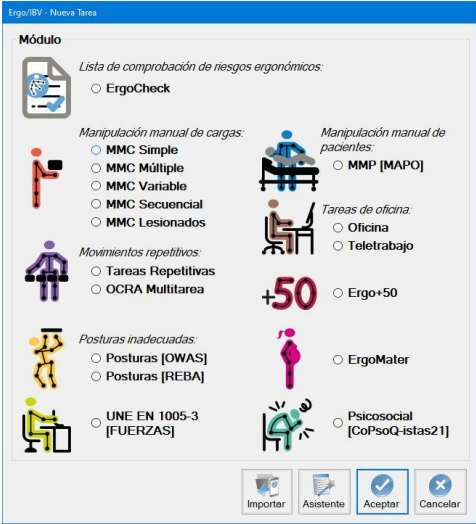 Ergo/IBV - Nueva Tarea
Módulo
Lista de comprobación de riesgos ergonómicos:
ErgoCheck
Manipulación manual de cargas:
MMC Simple
MMC Múltiple
MMC Variable
MMC Secuencial
MMC Lesionados
Movimientos repetitivos:
Tareas Repetitivas
OCRA Multitarea
Posturas inadecuadas:
Posturas [OWAS]
Posturas [REBA]
UNE EN 1005-3
[FUERZAS]
Manipulación manual de
pacientes:
MMP [MAPO]
Tareas de oficina:
Oficina
Teletrabajo
+50
Ergo+50
ErgoMater
Psicosocial
[CoPsoQ-istas21]
Importar
Asistente
Aceptar
Cancelar